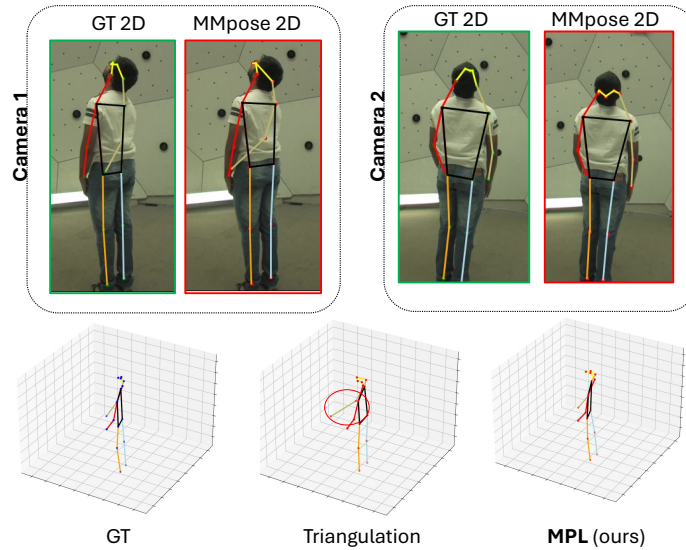 GT 2D
MMpose 2D
Camera 1
GT 2D
MMpose 2D
Camera 2
GT
Triangulation
MPL (ours)